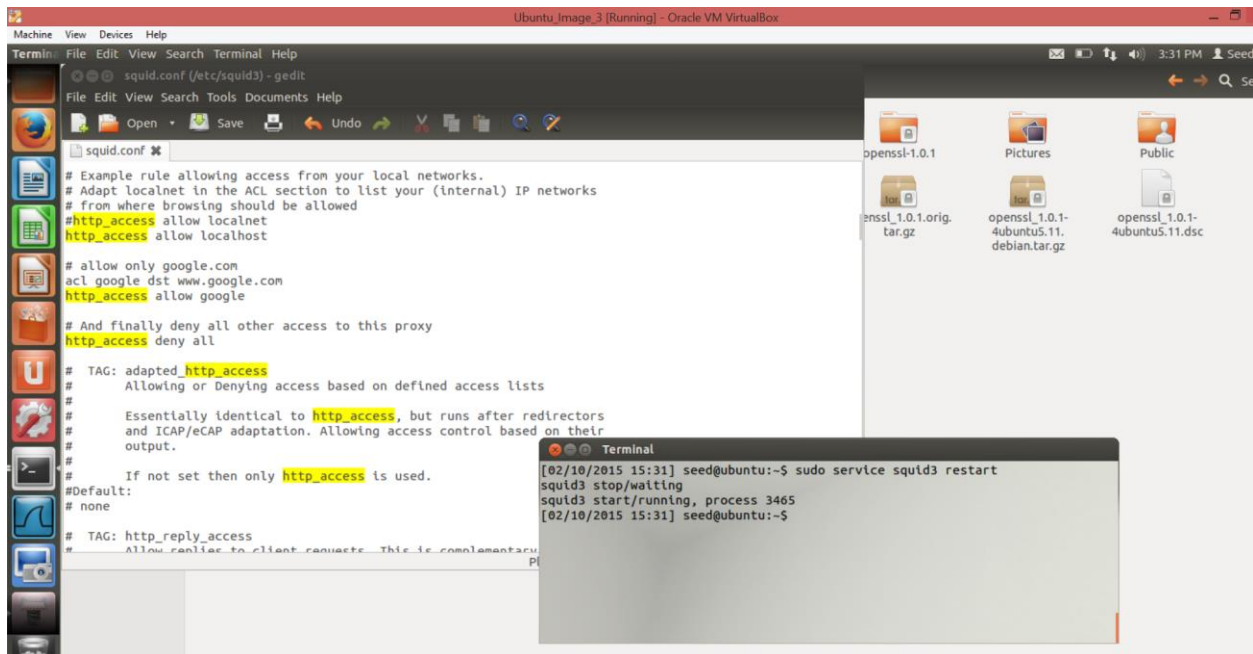 Ubuntu_Image_3 [Running] - Oracle VM VirtualBox
Machine View Devices Help
File Edit View Search Terminal Help
3:31 PM Seed
squid.conf (/etc/squid3) - gedit
File Edit View Search Tools Documents Help
Open Save Undo
squid.conf
# Example rule allowing access from your local networks.
# Adapt localnet in the ACL section to list your (internal) IP networks
# from where browsing should be allowed
#http_access allow localnet
http_access allow localhost
# allow only google.com
acl google dst www.google.com
http_access allow google
# And finally deny all other access to this proxy
http_access deny all
# TAG: adapted_http_access
# Allowing or Denying access based on defined access lists
#
# Essentially identical to http_access, but runs after redirectors
# and ICAP/eCAP adaptation. Allowing access control based on their
# output.
#
# If not set then only http_access is used.
#Default:
# none
# TAG: http_reply_access
# Allow replies to client requests. This is complementary
Pl
openssl-1.0.1
Pictures
Public
enssl_1.0.1.orig.
tar.gz
openssl_1.0.1-
4ubuntu5.11.
debian.tar.gz
openssl_1.0.1-
4ubuntu5.11.dsc
Terminal
[02/10/2015 15:31] seed@ubuntu:~$ sudo service squid3 restart
squid3 stop/waiting
squid3 start/running, process 3465
[02/10/2015 15:31] seed@ubuntu:~$